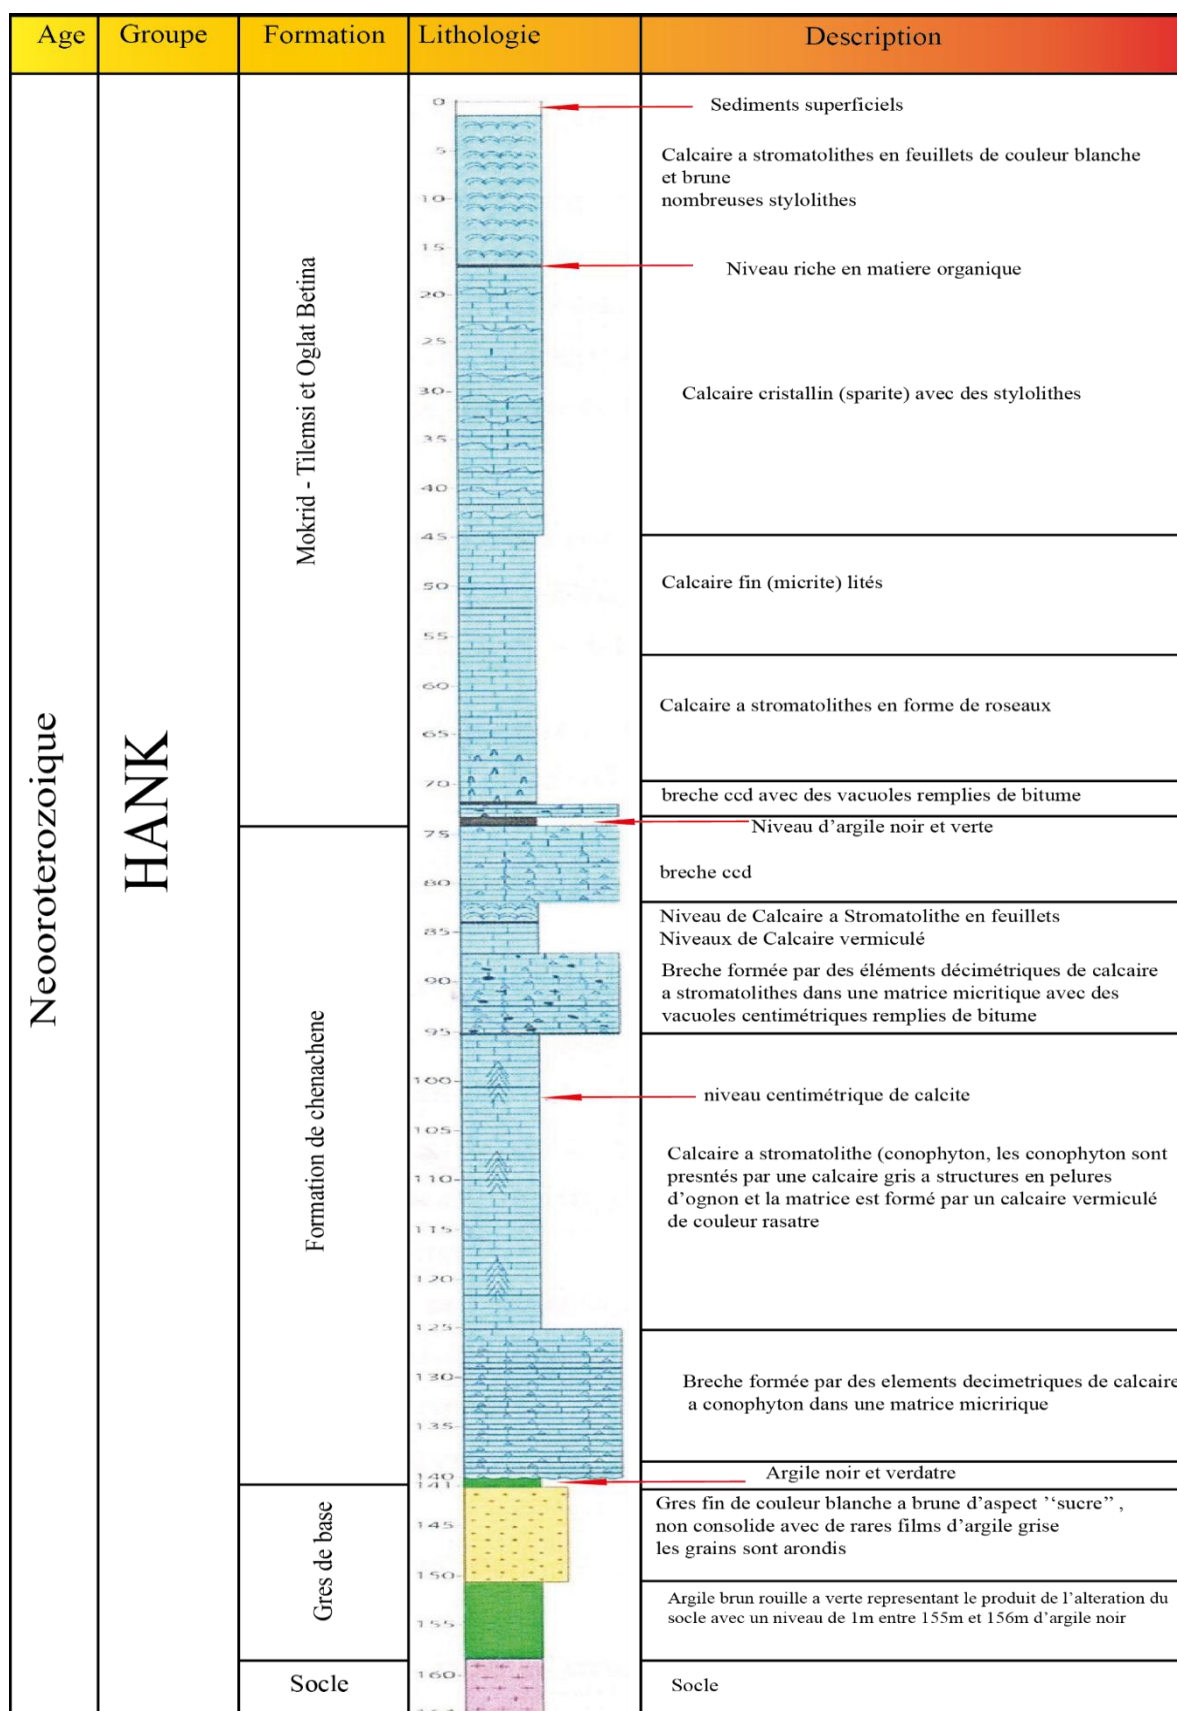 Age Groupe Formation Lithologie Description
Neooroterozoique
HANK
Mokrid - Tilemsi et Oglat Betina
Formation de chenachene
Gres de base
Socle
0
5
10
15
20
25
30
35
40
45
50
55
60
65
70
75
80
85
90
95
100
105
110
115
120
125
130
135
140
141
145
150
155
160
Sediments superficiels
Calcaire a stromatolithes en feuillets de couleur blanche
et brune
nombreuses stylolithes
Niveau riche en matiere organique
Calcaire cristallin (sparite) avec des stylolithes
Calcaire fin (micrite) lités
Calcaire a stromatolithes en forme de roseaux
breche ccd avec des vacuoles remplies de bitume
Niveau d'argile noir et verte
breche ccd
Niveau de Calcaire a Stromatolithe en feuillets
Niveaux de Calcaire vermiculé
Breche formée par des éléments décimétriques de calcaire
a stromatolithes dans une matrice micritique avec des
vacuoles centimétriques remplies de bitume
niveau centimétrique de calcite
Calcaire a stromatolithe (conophyton, les conophyton sont
presntés par une calcaire gris a structures en pelures
d'ognon et la matrice est formé par un calcaire vermiculé
de couleur rasatre
Breche formée par des elements decimetriques de calcaire
a conophyton dans une matrice micririque
Argile noir et verdatre
Gres fin de couleur blanche a brune d'aspect ''sucre'' ,
non consolide avec de rares films d'argile grise
les grains sont arondis
Argile brun rouille a verte representant le produit de l'alteration du
socle avec un niveau de 1m entre 155m et 156m d'argile noir
Socle